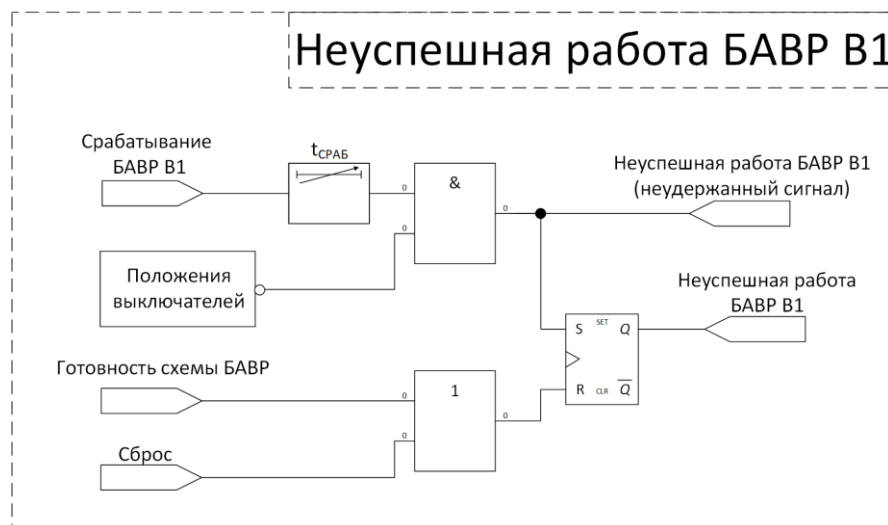 Неуспешная работа БАВР В1
Срабатывание
БАВР В1
tСРАБ
0
&
0
0
Неуспешная работа БАВР В1
(неудержанный сигнал)
Положения
выключателей
Неуспешная работа
БАВР В1
S SET Q
R CLR Q
Готовность схемы БАВР
0
1
0
0
Сброс